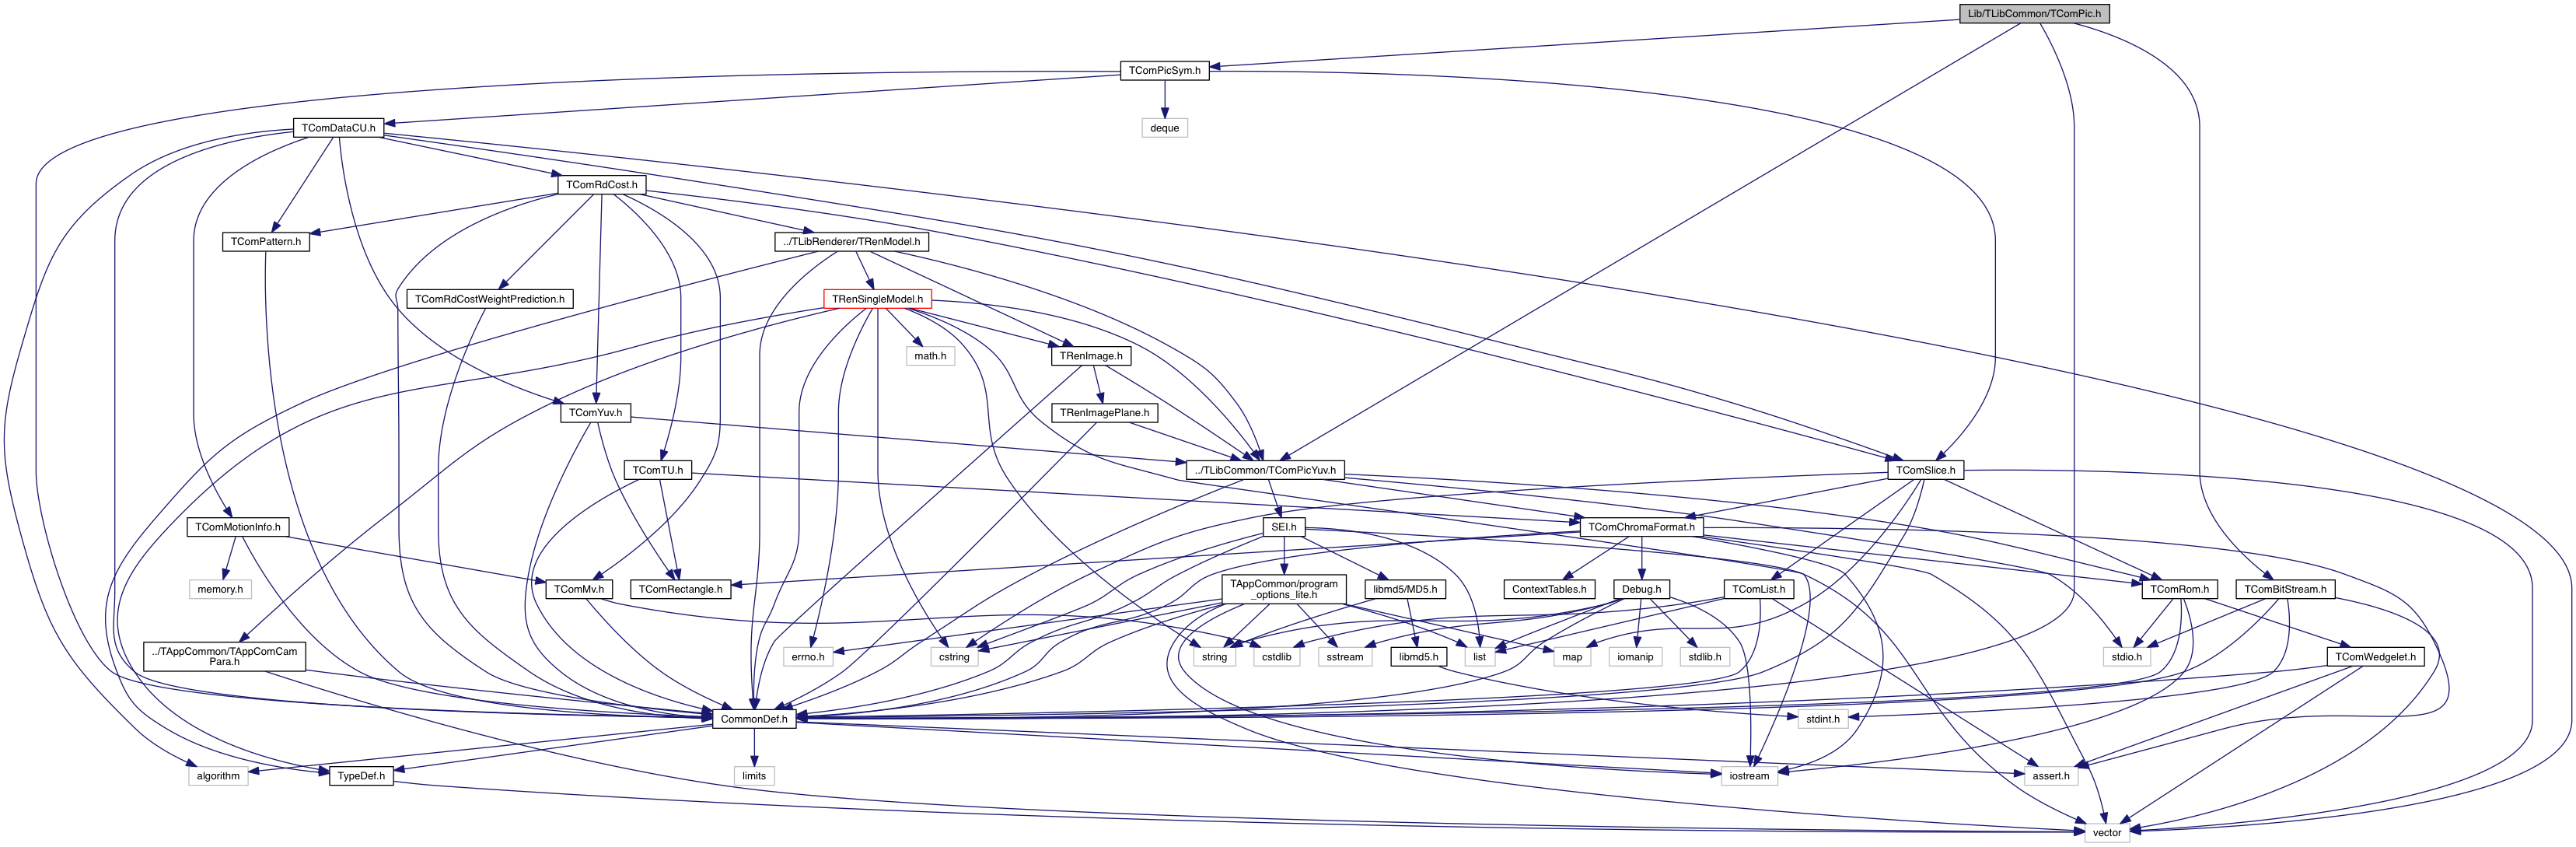 Lib/TLibCommon/TComPic.h
TComPicSym.h
TComDataCU.h
deque
TComRdCost.h
TComPattern.h
../TLibRenderer/TRenModel.h
TComRdCostWeightPrediction.h
TRenSingleModel.h
math.h
TRenImage.h
TComYuv.h
TRenImagePlane.h
TComTU.h
../TLibCommon/TComPicYuv.h
TComSlice.h
TComMotionInfo.h
SEI.h
TComChromaFormat.h
memory.h
TComMv.h
TComRectangle.h
TAppCommon/program
_options_lite.h
libmd5/MD5.h
ContextTables.h
Debug.h
TComList.h
TComRom.h
TComBitStream.h
../TAppCommon/TAppComCam
Para.h
errno.h
cstring
string
cstdlib
sstream
libmd5.h
list
map
iomanip
stdlib.h
stdio.h
TComWedgelet.h
CommonDef.h
stdint.h
algorithm
TypeDef.h
limits
iostream
assert.h
vector